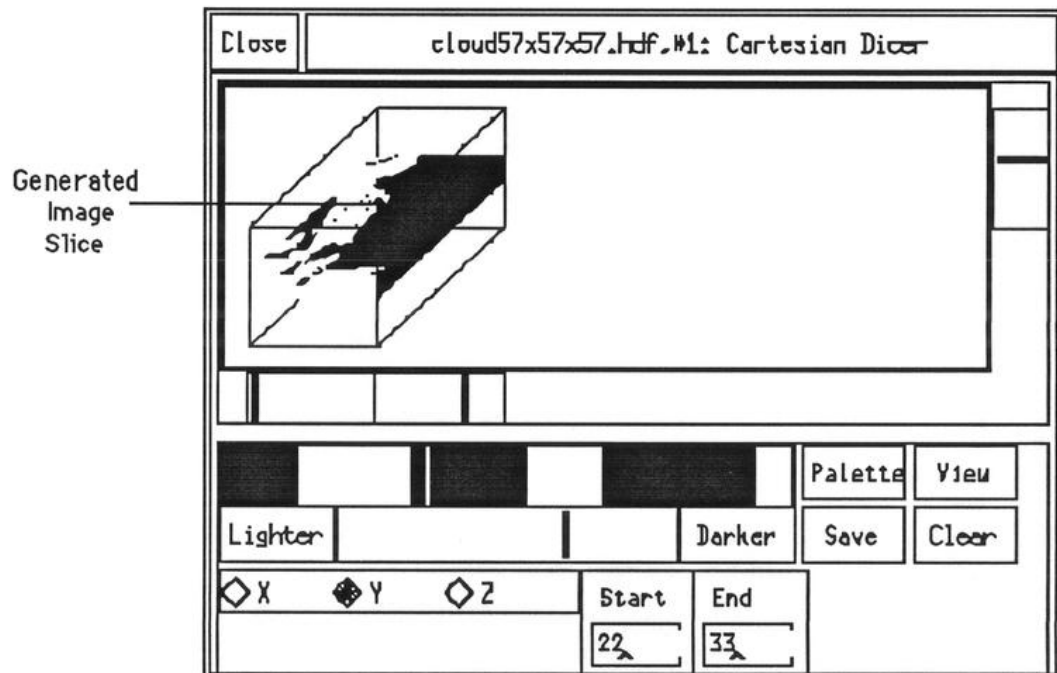 Close
cloud57x57x57.hdf.#1: Cartesian Dicer
Generated
Image
Slice
Palette
View
Lighter
Darker
Save
Clear
X
Y
Z
Start
End
22
33